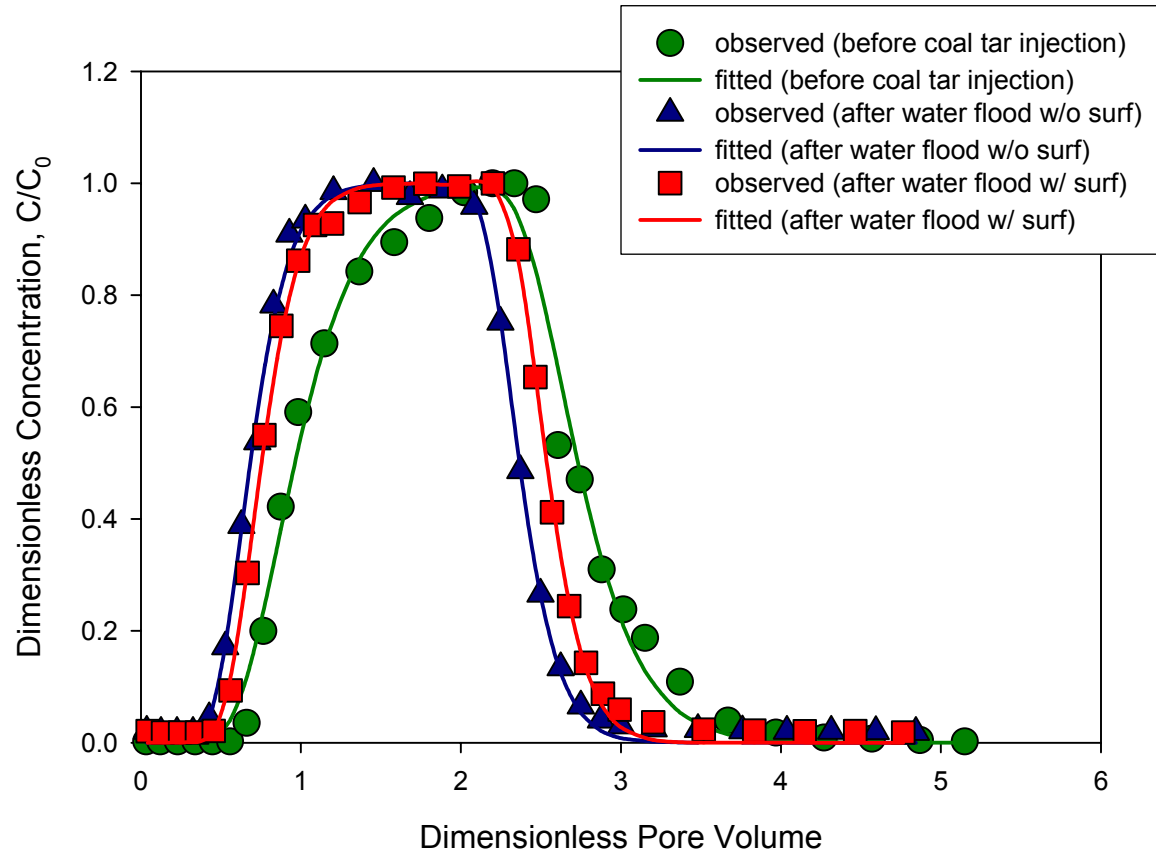 observed (before coal tar injection)
fitted (before coal tar injection)
observed (after water flood w/o surf)
fitted (after water flood w/o surf)
observed (after water flood w/ surf)
fitted (after water flood w/ surf)
Dimensionless Concentration, C/C₀
1.2
1.0
0.8
0.6
0.4
0.2
0.0
0 1 2 3 4 5 6
Dimensionless Pore Volume